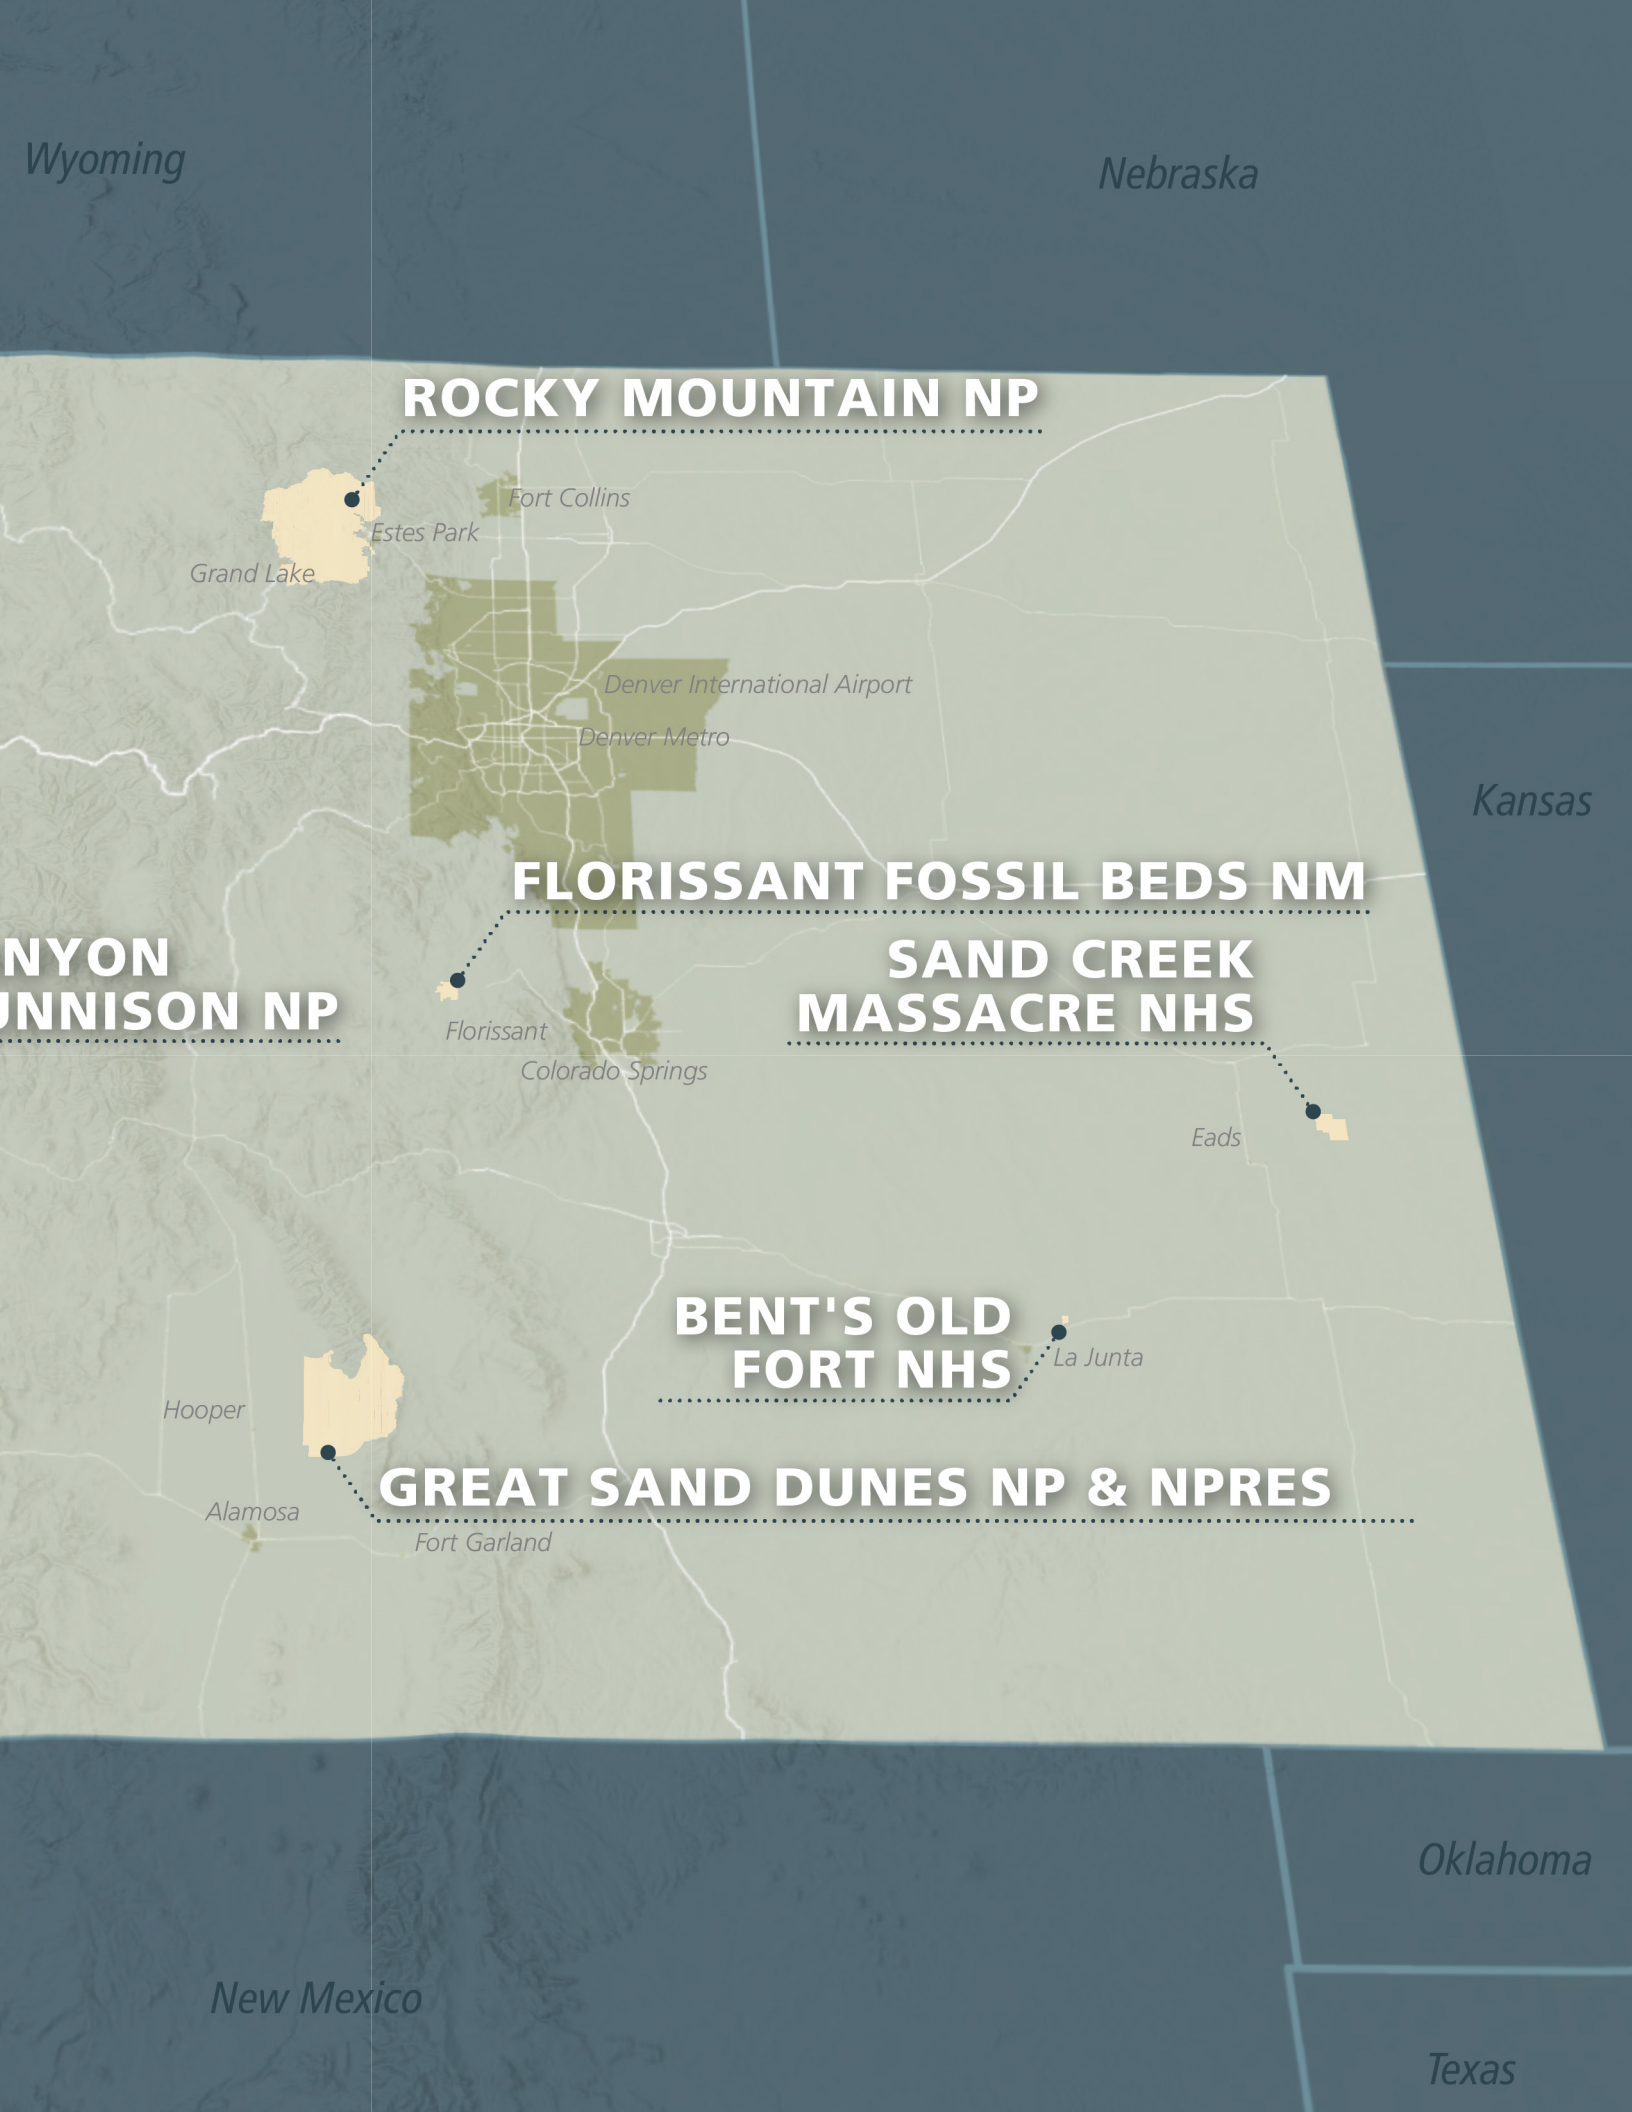 Wyoming
Nebraska
ROCKY MOUNTAIN NP
Fort Collins
Estes Park
Grand Lake
Denver International Airport
Denver Metro
Kansas
FLORISSANT FOSSIL BEDS NM
NYON
UNNISON NP
SAND CREEK
MASSACRE NHS
Florissant
Colorado Springs
Eads
BENT'S OLD
FORT NHS
La Junta
Hooper
GREAT SAND DUNES NP & NPRES
Alamosa
Fort Garland
Oklahoma
New Mexico
Texas